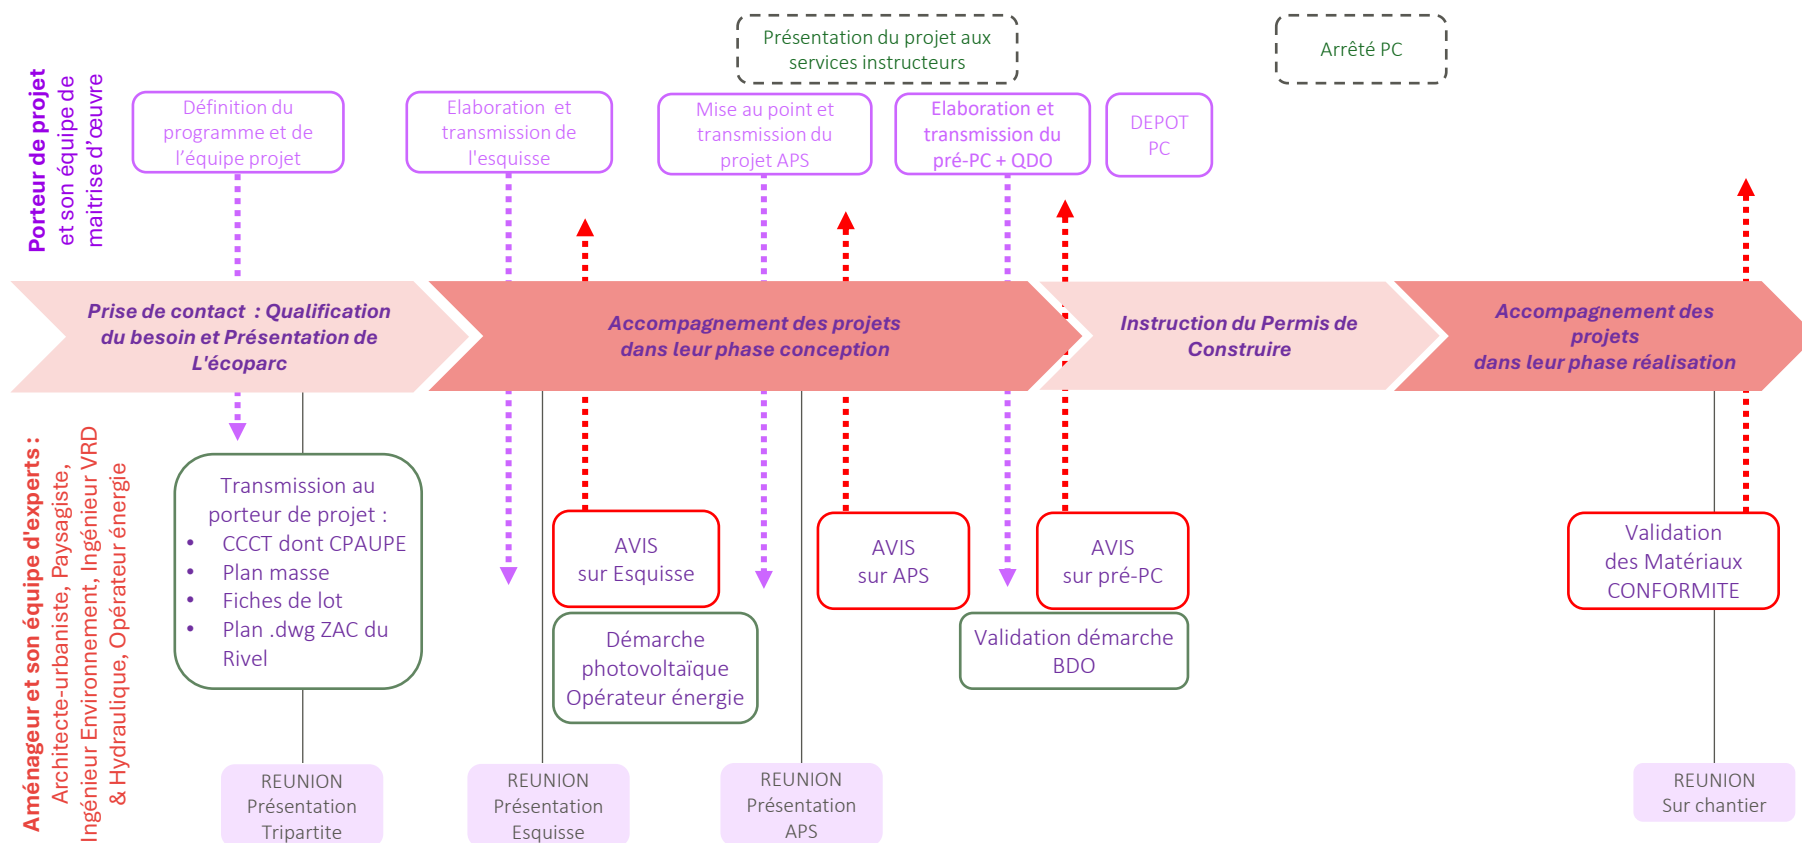 Présentation du projet aux
services instructeurs
Arrêté PC
Porteur de projet
et son équipe de
maitrise d'œuvre
Définition du
programme et de
l'équipe projet
Elaboration et
transmission de
l'esquisse
Mise au point et
transmission du
projet APS
Elaboration et
transmission du
pré-PC + QDO
DEPOT
PC
Prise de contact : Qualification
du besoin et Présentation de
L'écoparc
Accompagnement des projets
dans leur phase conception
Instruction du Permis de
Construire
Accompagnement des
projets
dans leur phase réalisation
Aménageur et son équipe d'experts :
Architecte-urbaniste, Paysagiste,
Ingénieur Environnement, Ingénieur VRD
& Hydraulique, Opérateur énergie
Transmission au
porteur de projet :
• CCCT dont CPAUPE
• Plan masse
• Fiches de lot
• Plan .dwg ZAC du
Rivel
AVIS
sur Esquisse
Démarche
photovoltaïque
Opérateur énergie
AVIS
sur APS
AVIS
sur pré-PC
Validation démarche
BDO
Validation
des Matériaux
CONFORMITE
REUNION
Présentation
Tripartite
REUNION
Présentation
Esquisse
REUNION
Présentation
APS
REUNION
Sur chantier